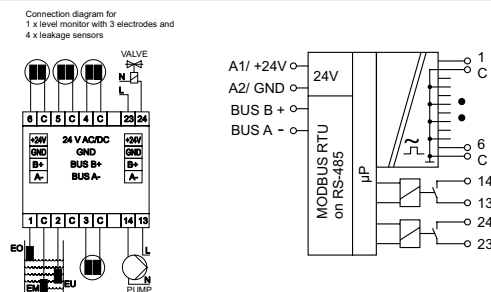 Connection diagram for
1 x level monitor with 3 electrodes and
4 x leakage sensors
VALVE
N
L
6 C 5 C 4 C 23 24
+24V 24 V AC/DC +24V
GND GND GND
B+ BUS B+ B+
A- BUS A- A-
1 C 2 C 3 C 14 13
EO
EM
EU
L
N
PUMP
A1/ +24V
A2/ GND
BUS B +
BUS A -
24V
MODBUS RTU
on RS-485
µP
1
C
6
C
14
13
24
23